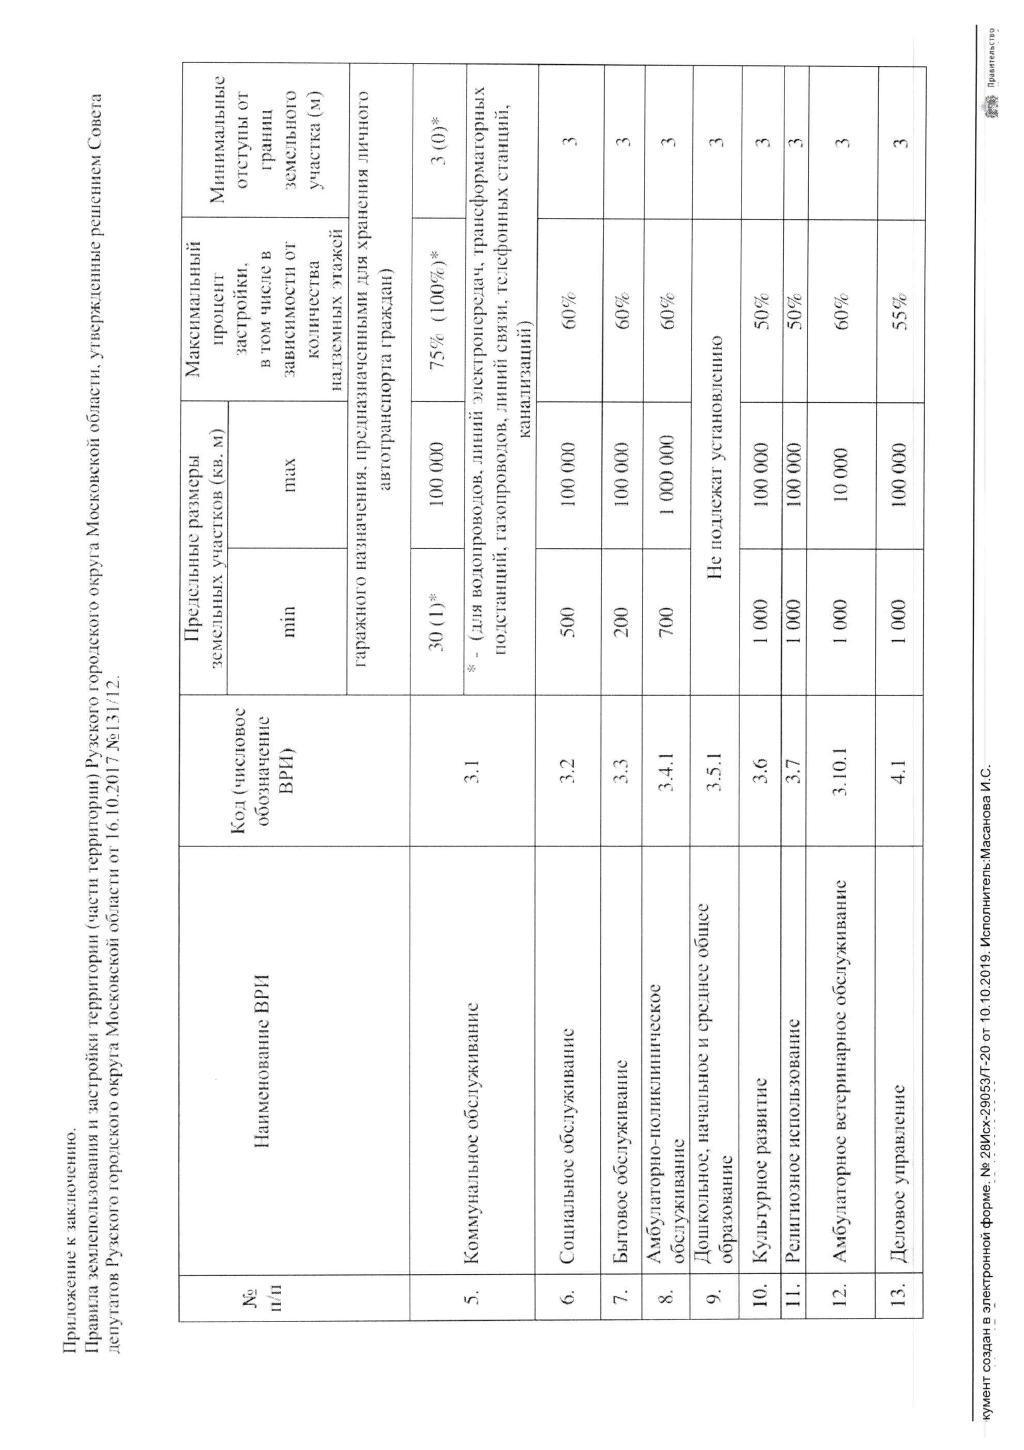 Приложение к заключению.
Правила землепользования и застройки территории (части территории) Рузского городского округа Московской области, утвержденные решением Совета
депутатов Рузского городского округа Московской области от 16.10.2017 №131/12.
№
п/п
Наименование ВРИ
Код (числовое
обозначение
ВРИ)
Предельные размеры
земельных участков (кв. м)
min
max
Максимальный
процент
застройки,
в том числе в
зависимости от
количества
надземных этажей
Минимальные
отступы от
границ
земельного
участка (м)
гаражного назначения, предназначенными для хранения личного
автотранспорта граждан)
5. Коммунальное обслуживание 3.1 30 (1)* 100 000 75% (100%)* 3 (0)*
* - (для водопроводов, линий электропередач, трансформаторных
подстанций, газопроводов, линий связи, телефонных станций,
канализаций)
6. Социальное обслуживание 3.2 500 100 000 60% 3
7. Бытовое обслуживание 3.3 200 100 000 60% 3
8. Амбулаторно-поликлиническое
обслуживание 3.4.1 700 1 000 000 60% 3
9. Дошкольное, начальное и среднее общее
образование 3.5.1 Не подлежат установлению 3
10. Культурное развитие 3.6 1 000 100 000 50% 3
11. Религиозное использование 3.7 1 000 100 000 50% 3
12. Амбулаторное ветеринарное обслуживание 3.10.1 1 000 10 000 60% 3
13. Деловое управление 4.1 1 000 100 000 55% 3
кумент создан в электронной форме. № 28Исх-29053/Т-20 от 10.10.2019. Исполнитель:Масанова И.С.
Правительство